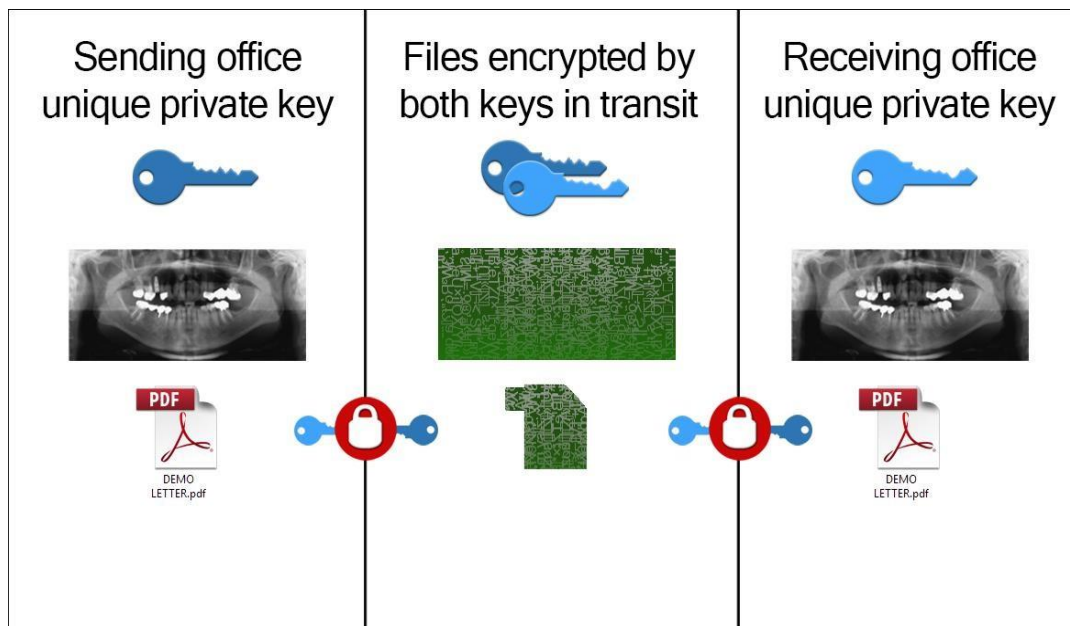 Sending office
unique private key
Files encrypted by
both keys in transit
Receiving office
unique private key
PDF
DEMO
LETTER.pdf
PDF
DEMO
LETTER.pdf